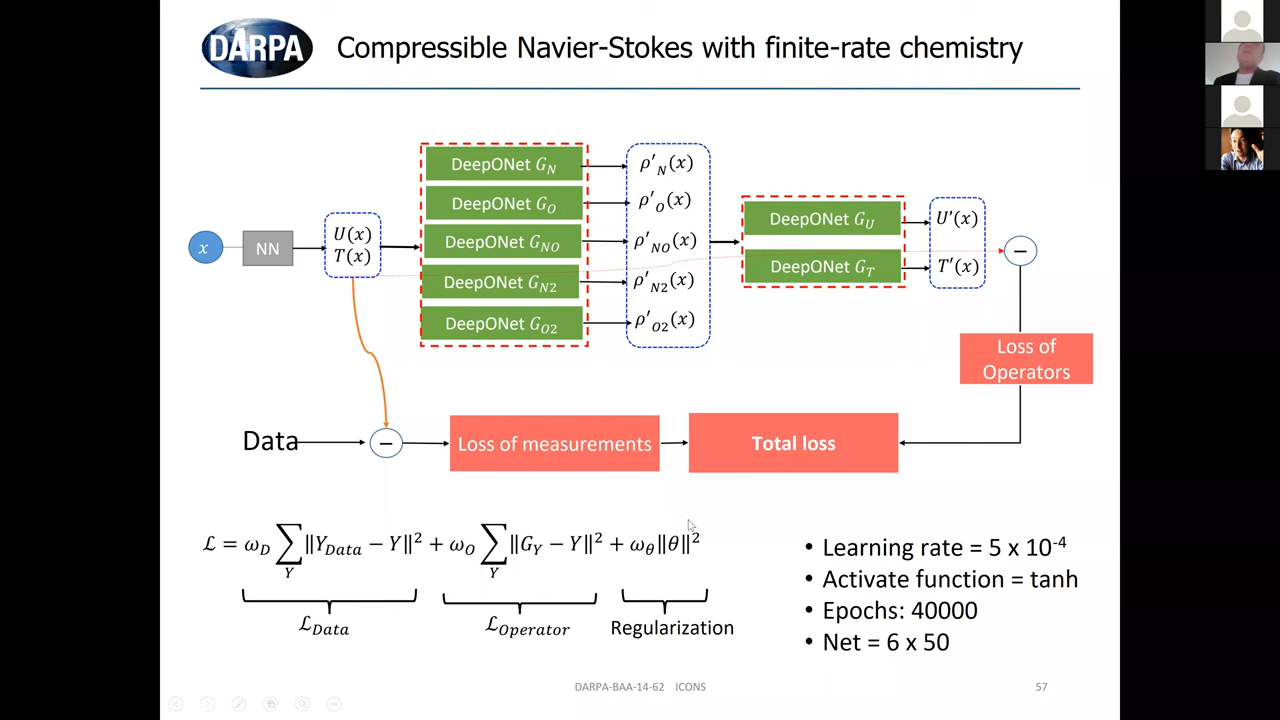 DARPA
Compressible Navier-Stokes with finite-rate chemistry
x
NN
U(x)
T(x)
DeepONet G_N
DeepONet G_O
DeepONet G_NO
DeepONet G_N2
DeepONet G_O2
ρ′_N(x)
ρ′_O(x)
ρ′_NO(x)
ρ′_N2(x)
ρ′_O2(x)
DeepONet G_U
DeepONet G_T
U′(x)
T′(x)
−
Loss of
Operators
Data
−
Loss of measurements
Total loss
ℒ = ω_D ∑_Y ‖Y_Data − Y‖² + ω_O ∑_Y ‖G_Y − Y‖² + ω_θ‖θ‖²
ℒ_Data
ℒ_Operator
Regularization
• Learning rate = 5 x 10⁻⁴
• Activate function = tanh
• Epochs: 40000
• Net = 6 x 50
DARPA-BAA-14-62 ICONS
57